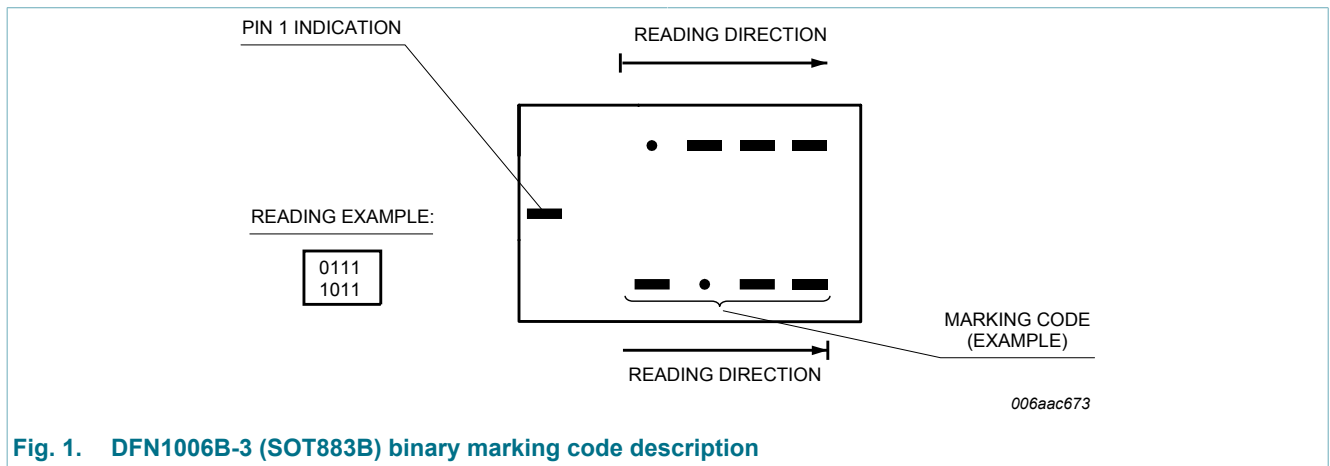 PIN 1 INDICATION
READING DIRECTION
READING EXAMPLE:
0111
1011
MARKING CODE
(EXAMPLE)
READING DIRECTION
006aac673
Fig. 1. DFN1006B-3 (SOT883B) binary marking code description